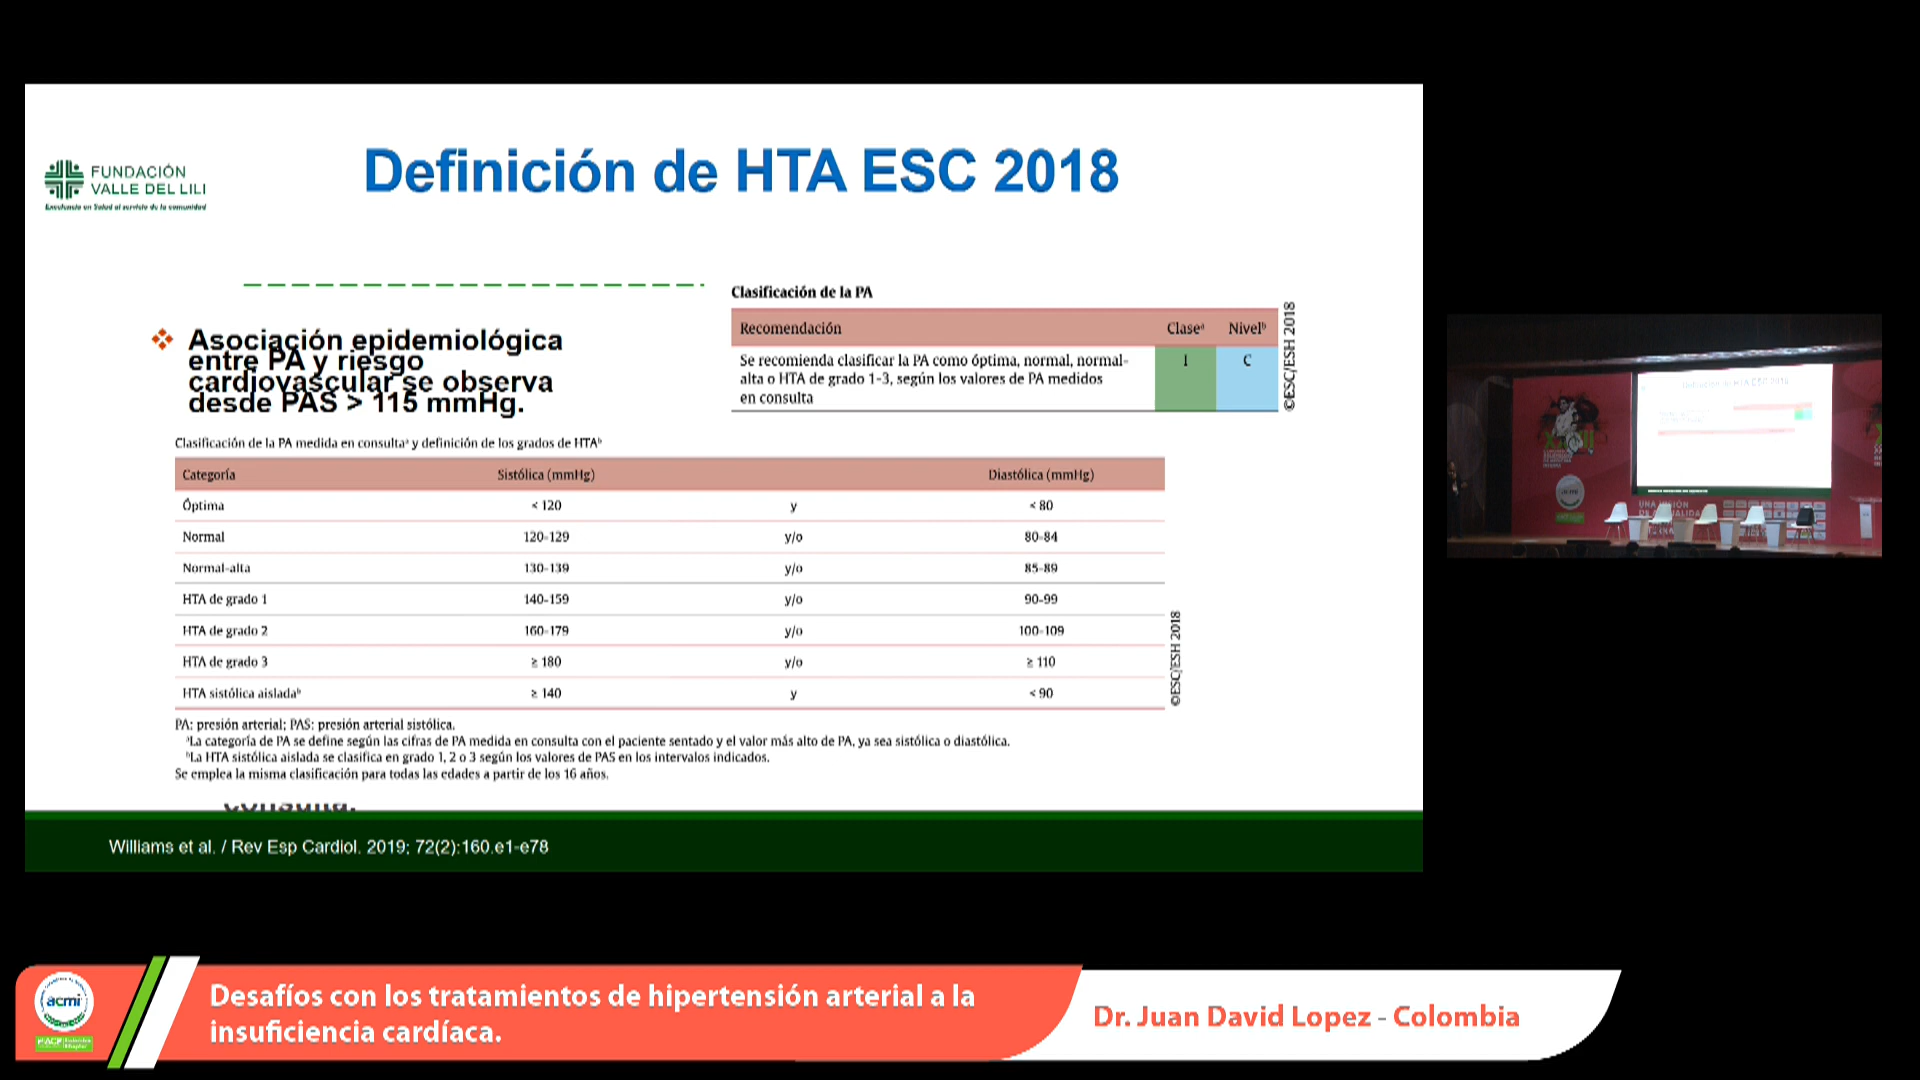 FUNDACIÓN
VALLE DEL LILI
Excelencia en Salud al servicio de la comunidad
Definición de HTA ESC 2018
Asociación epidemiológica
entre PA y riesgo
cardiovascular se observa
desde PAS > 115 mmHg.
Clasificación de la PA
Recomendación Claseª Nivelᵇ
Se recomienda clasificar la PA como óptima, normal, normal-
alta o HTA de grado 1-3, según los valores de PA medidos
en consulta
I C
©ESC/ESH 2018
Clasificación de la PA medida en consultaª y definición de los grados de HTAᵇ
Categoría Sistólica (mmHg) Diastólica (mmHg)
Óptima < 120 y < 80
Normal 120-129 y/o 80-84
Normal-alta 130-139 y/o 85-89
HTA de grado 1 140-159 y/o 90-99
HTA de grado 2 160-179 y/o 100-109
HTA de grado 3 ≥ 180 y/o ≥ 110
HTA sistólica aisladaᵇ ≥ 140 y < 90
©ESC/ESH 2018
PA: presión arterial; PAS: presión arterial sistólica.
ªLa categoría de PA se define según las cifras de PA medida en consulta con el paciente sentado y el valor más alto de PA, ya sea sistólica o diastólica.
ᵇLa HTA sistólica aislada se clasifica en grado 1, 2 o 3 según los valores de PAS en los intervalos indicados.
Se emplea la misma clasificación para todas las edades a partir de los 16 años.
consulta.
Williams et al. / Rev Esp Cardiol. 2019; 72(2):160.e1-e78
Definición de HTA ESC 2018
acmi
acmi
ACP
Desafíos con los tratamientos de hipertensión arterial a la
insuficiencia cardíaca.
Dr. Juan David Lopez - Colombia